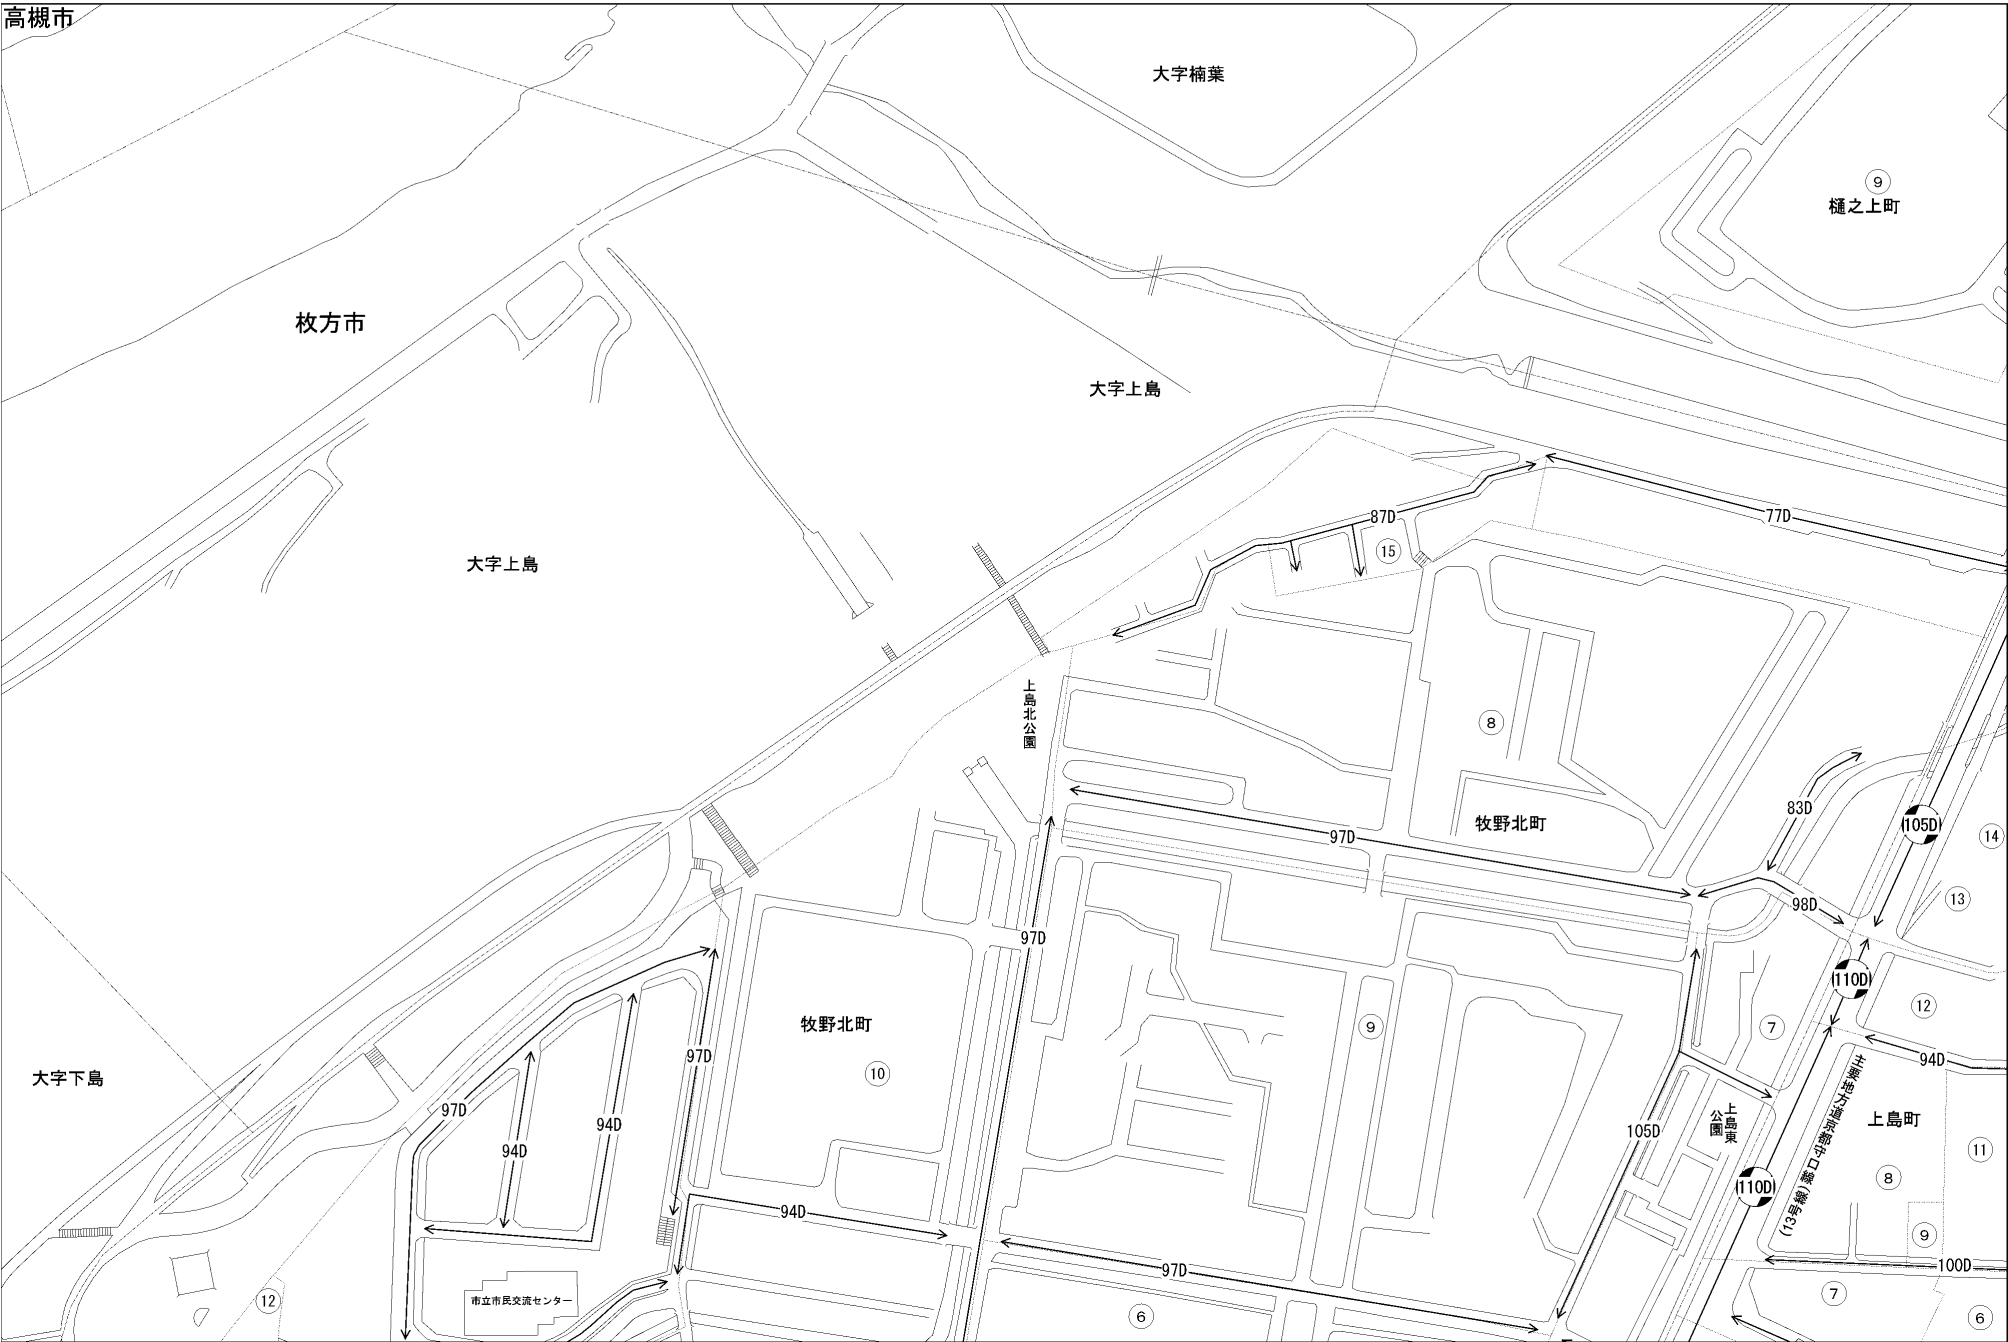 高槻市
大字楠葉
9
樋之上町
枚方市
大字上島
大字上島
87D
77D
15
上島北公園
8
83D
牧野北町
97D
105D
14
98D
13
97D
110D
12
97D
牧野北町
10
9
7
94D
大字下島
97D
94D
94D
105D
上島東公園
主要地方道京都守口線
(13号線)
上島町
11
8
110D
94D
9
97D
100D
12
市立市民交流センター
6
7
6